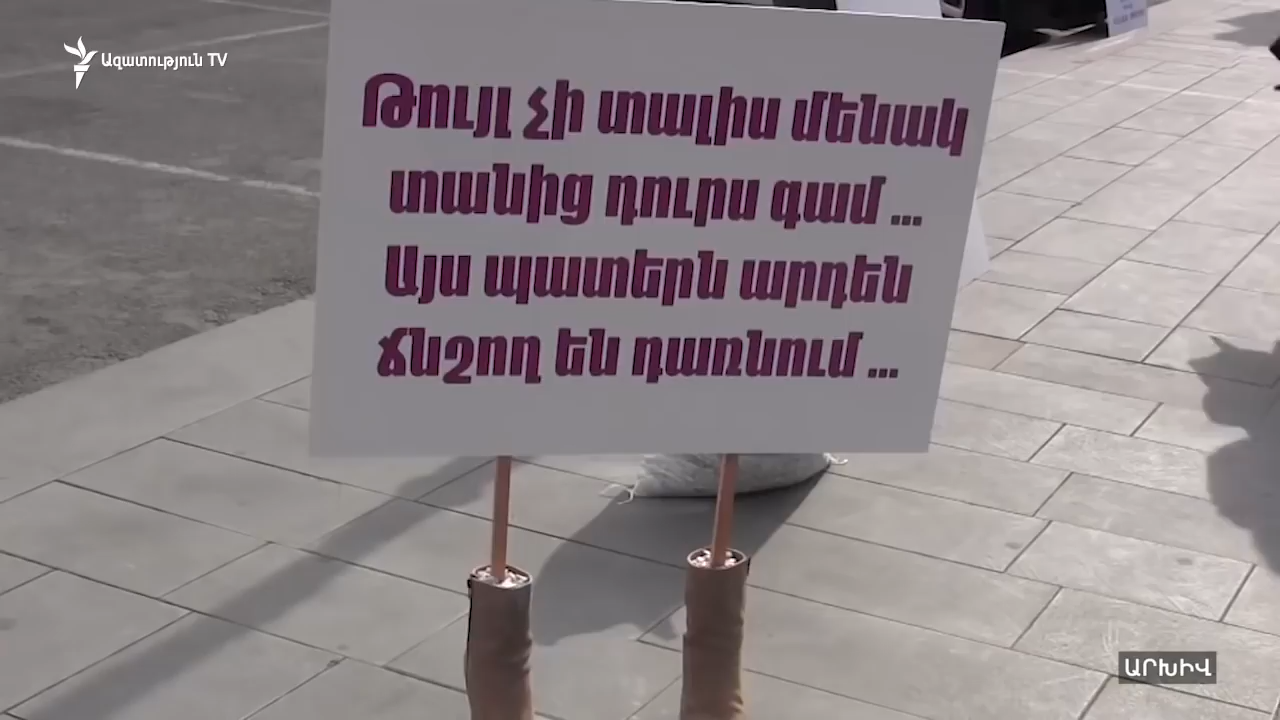 Ազատություն TV
Թույլ չի տալիս մենակ
տանից դուրս գամ ...
Այս պատերն արդեն
ճնշող են դառնում ...
ԱՐԽԻՎ